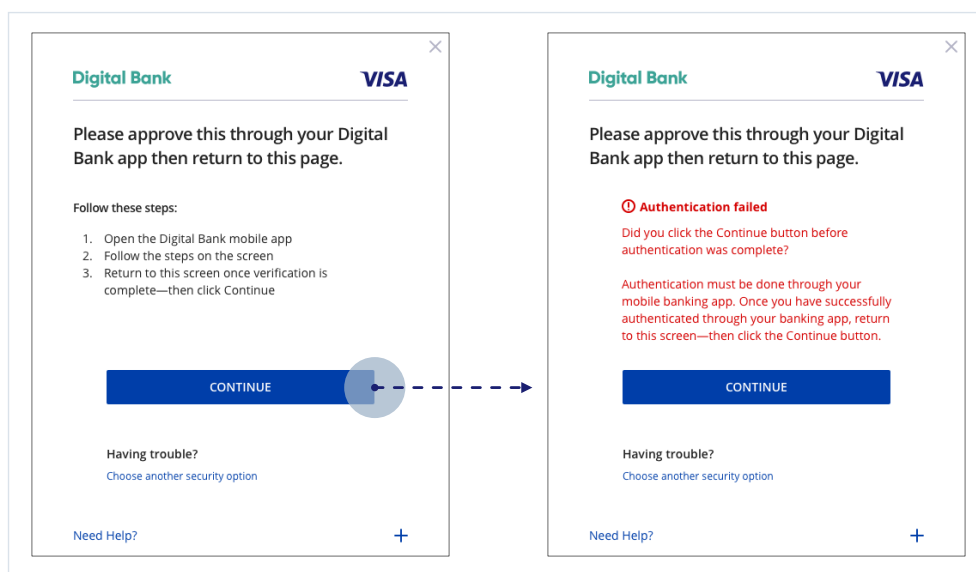 Digital Bank
VISA
Please approve this through your Digital
Bank app then return to this page.
Follow these steps:
1. Open the Digital Bank mobile app
2. Follow the steps on the screen
3. Return to this screen once verification is
complete—then click Continue
CONTINUE
Having trouble?
Choose another security option
Need Help?
Digital Bank
VISA
Please approve this through your Digital
Bank app then return to this page.
Authentication failed
Did you click the Continue button before
authentication was complete?
Authentication must be done through your
mobile banking app. Once you have successfully
authenticated through your banking app, return
to this screen—then click the Continue button.
CONTINUE
Having trouble?
Choose another security option
Need Help?